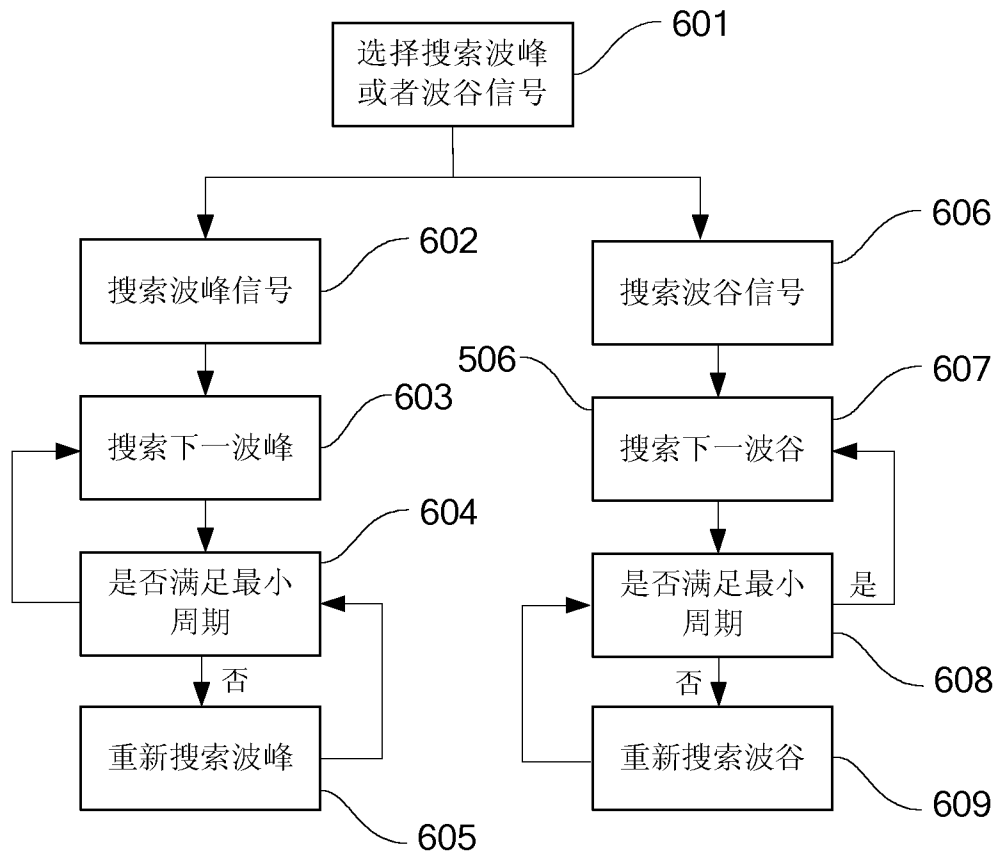 选择搜索波峰
或者波谷信号
601
搜索波峰信号
602
搜索下一波峰
603
是否满足最小
周期
604
否
重新搜索波峰
605
搜索波谷信号
606
506
搜索下一波谷
607
是否满足最小
周期
是
608
否
重新搜索波谷
609